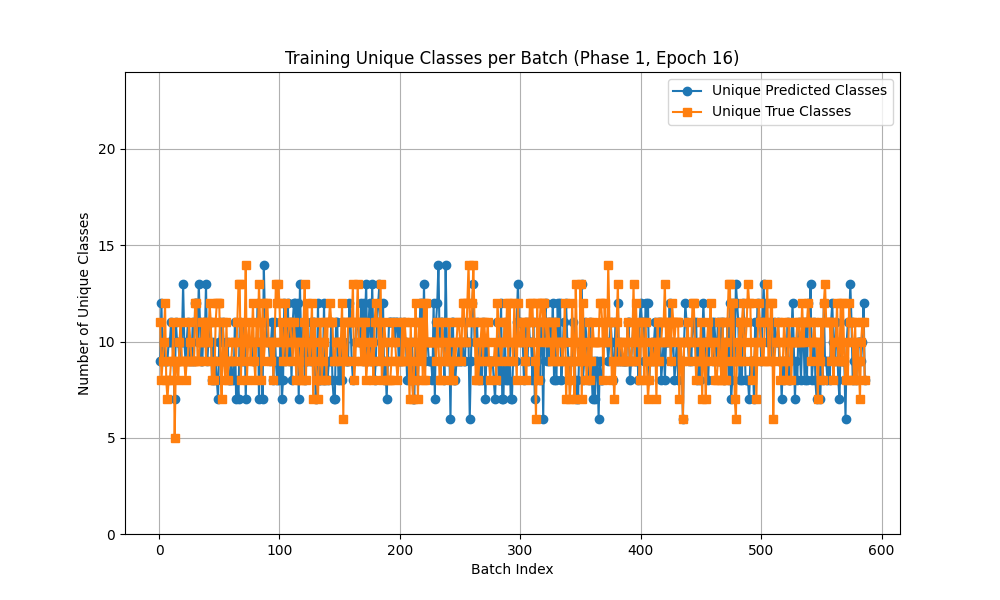 Training Unique Classes per Batch (Phase 1, Epoch 16)
Unique Predicted Classes
Unique True Classes
Number of Unique Classes
20
15
10
5
0
0 100 200 300 400 500 600
Batch Index